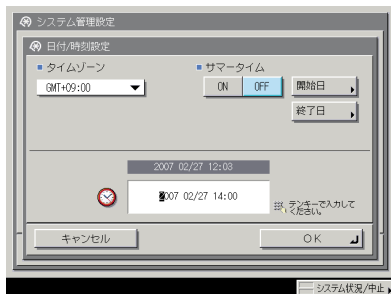 システム管理設定
日付/時刻設定
タイムゾーン
サマータイム
GMT+09:00
ON
OFF
開始日
終了日
2007 02/27 12:03
2007 02/27 14:00
テンキーで入力して
ください。
キャンセル
OK
システム状況/中止